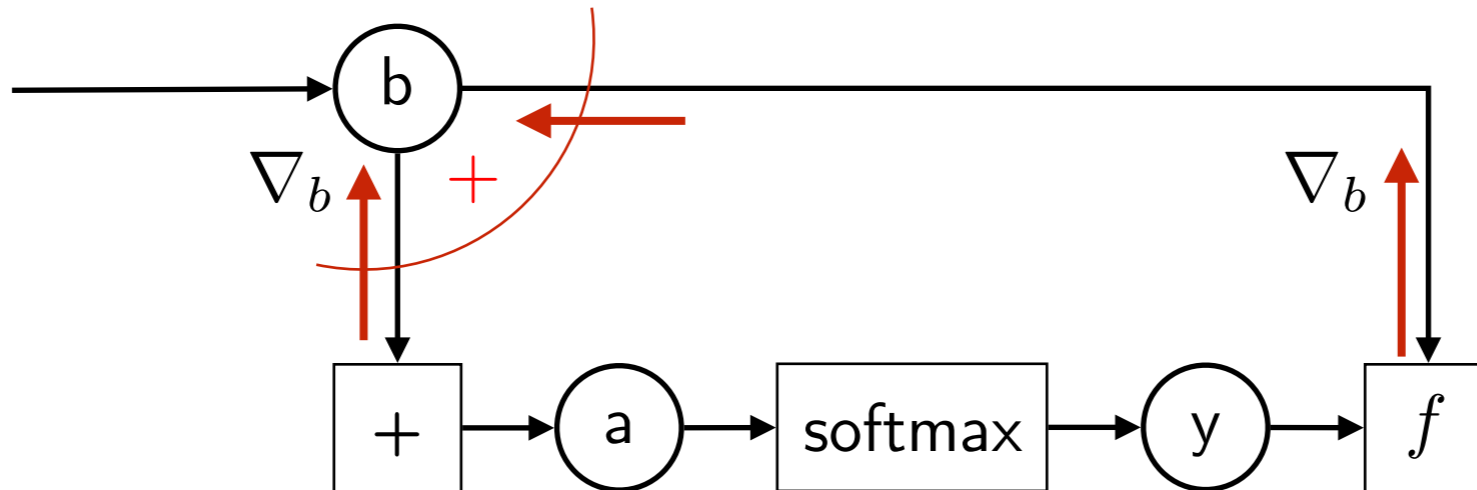 b
∇b + ∇b
+ a softmax y f